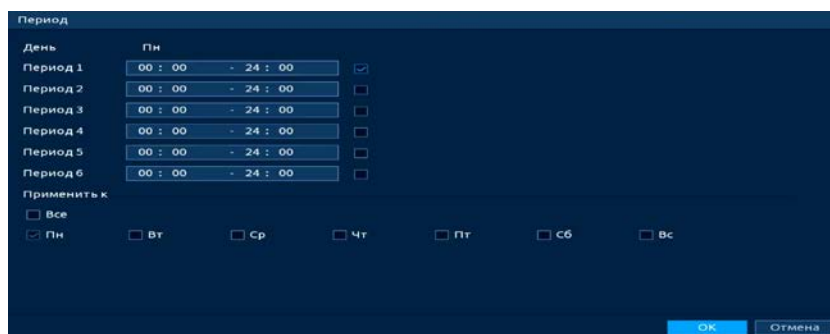 Период
День Пн
Период 1 00 : 00 - 24 : 00
Период 2 00 : 00 - 24 : 00
Период 3 00 : 00 - 24 : 00
Период 4 00 : 00 - 24 : 00
Период 5 00 : 00 - 24 : 00
Период 6 00 : 00 - 24 : 00
Применить к
Все
Пн Вт Ср Чт Пт Сб Вс
ОК Отмена